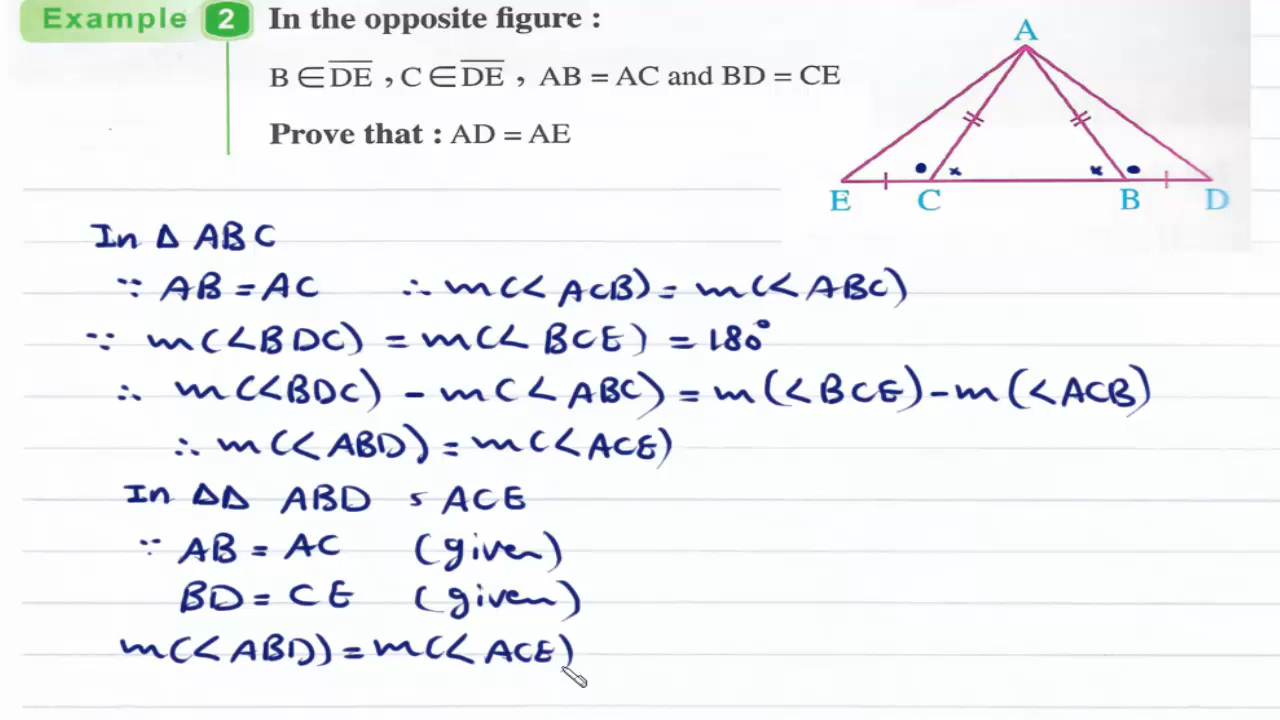 Example 2 In the opposite figure :
B ∈ D̅E̅ , C ∈ D̅E̅ , AB = AC and BD = CE
Prove that : AD = AE
A
E C B D
In Δ ABC
∵ AB = AC ∴ m(< ACB) = m(< ABC)
∵ m(<BDC) = m(< BCE) = 180°
∴ m(<BDC) - m(< ABC) = m(<BCE) - m(<ACB)
∴ m(< ABD) = m(< ACE)
In ΔΔ ABD , ACE
∵ AB = AC (given)
BD = CE (given)
m(< ABD) = m(< ACE)